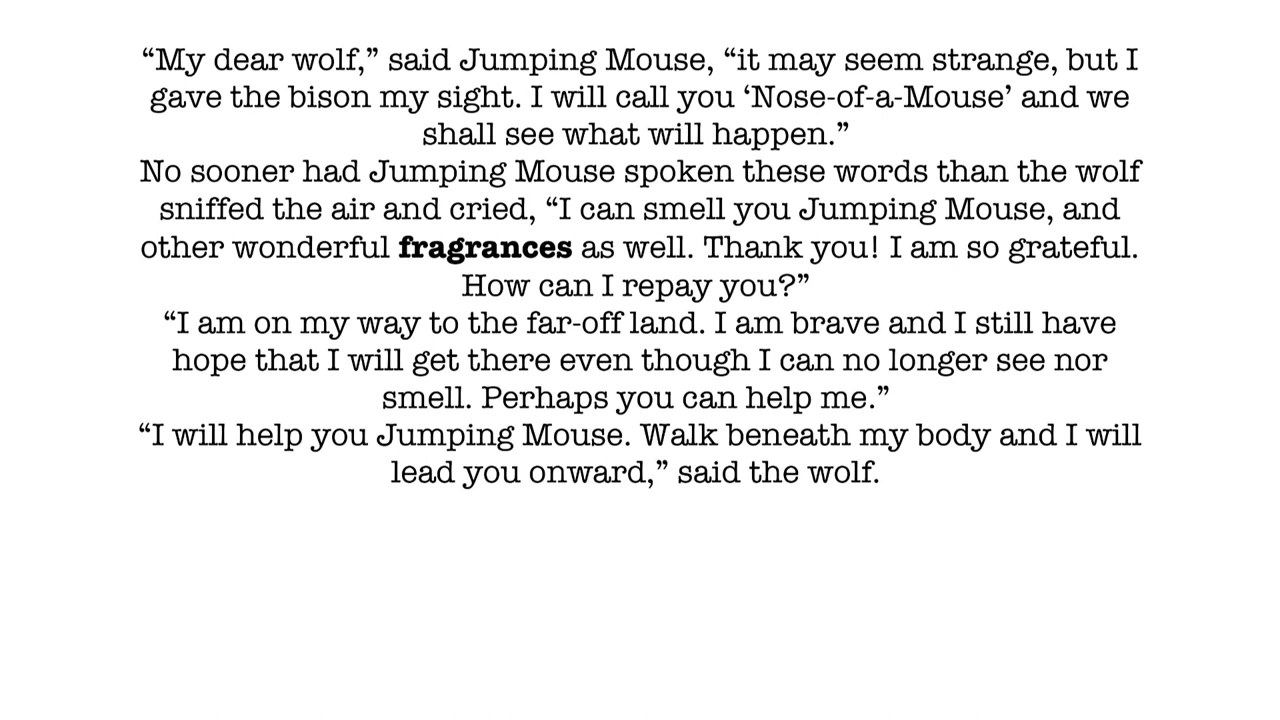 “My dear wolf,” said Jumping Mouse, “it may seem strange, but I
gave the bison my sight. I will call you ‘Nose-of-a-Mouse’ and we
shall see what will happen.”
No sooner had Jumping Mouse spoken these words than the wolf
sniffed the air and cried, “I can smell you Jumping Mouse, and
other wonderful fragrances as well. Thank you! I am so grateful.
How can I repay you?”
“I am on my way to the far-off land. I am brave and I still have
hope that I will get there even though I can no longer see nor
smell. Perhaps you can help me.”
“I will help you Jumping Mouse. Walk beneath my body and I will
lead you onward,” said the wolf.